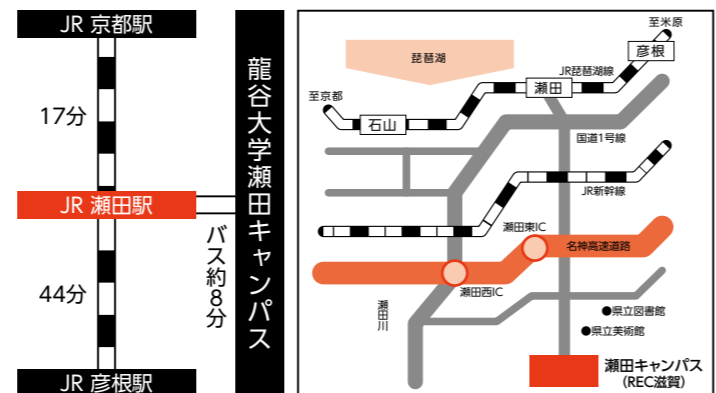 JR 京都駅
17分
JR 瀬田駅
44分
JR 彦根駅
バス約8分
龍谷大学瀬田キャンパス
至米原
彦根
琵琶湖
JR琵琶湖線
瀬田
至京都
石山
国道1号線
JR新幹線
瀬田東IC
名神高速道路
瀬田西IC
瀬田川
●県立図書館
●県立美術館
瀬田キャンパス
(REC滋賀)